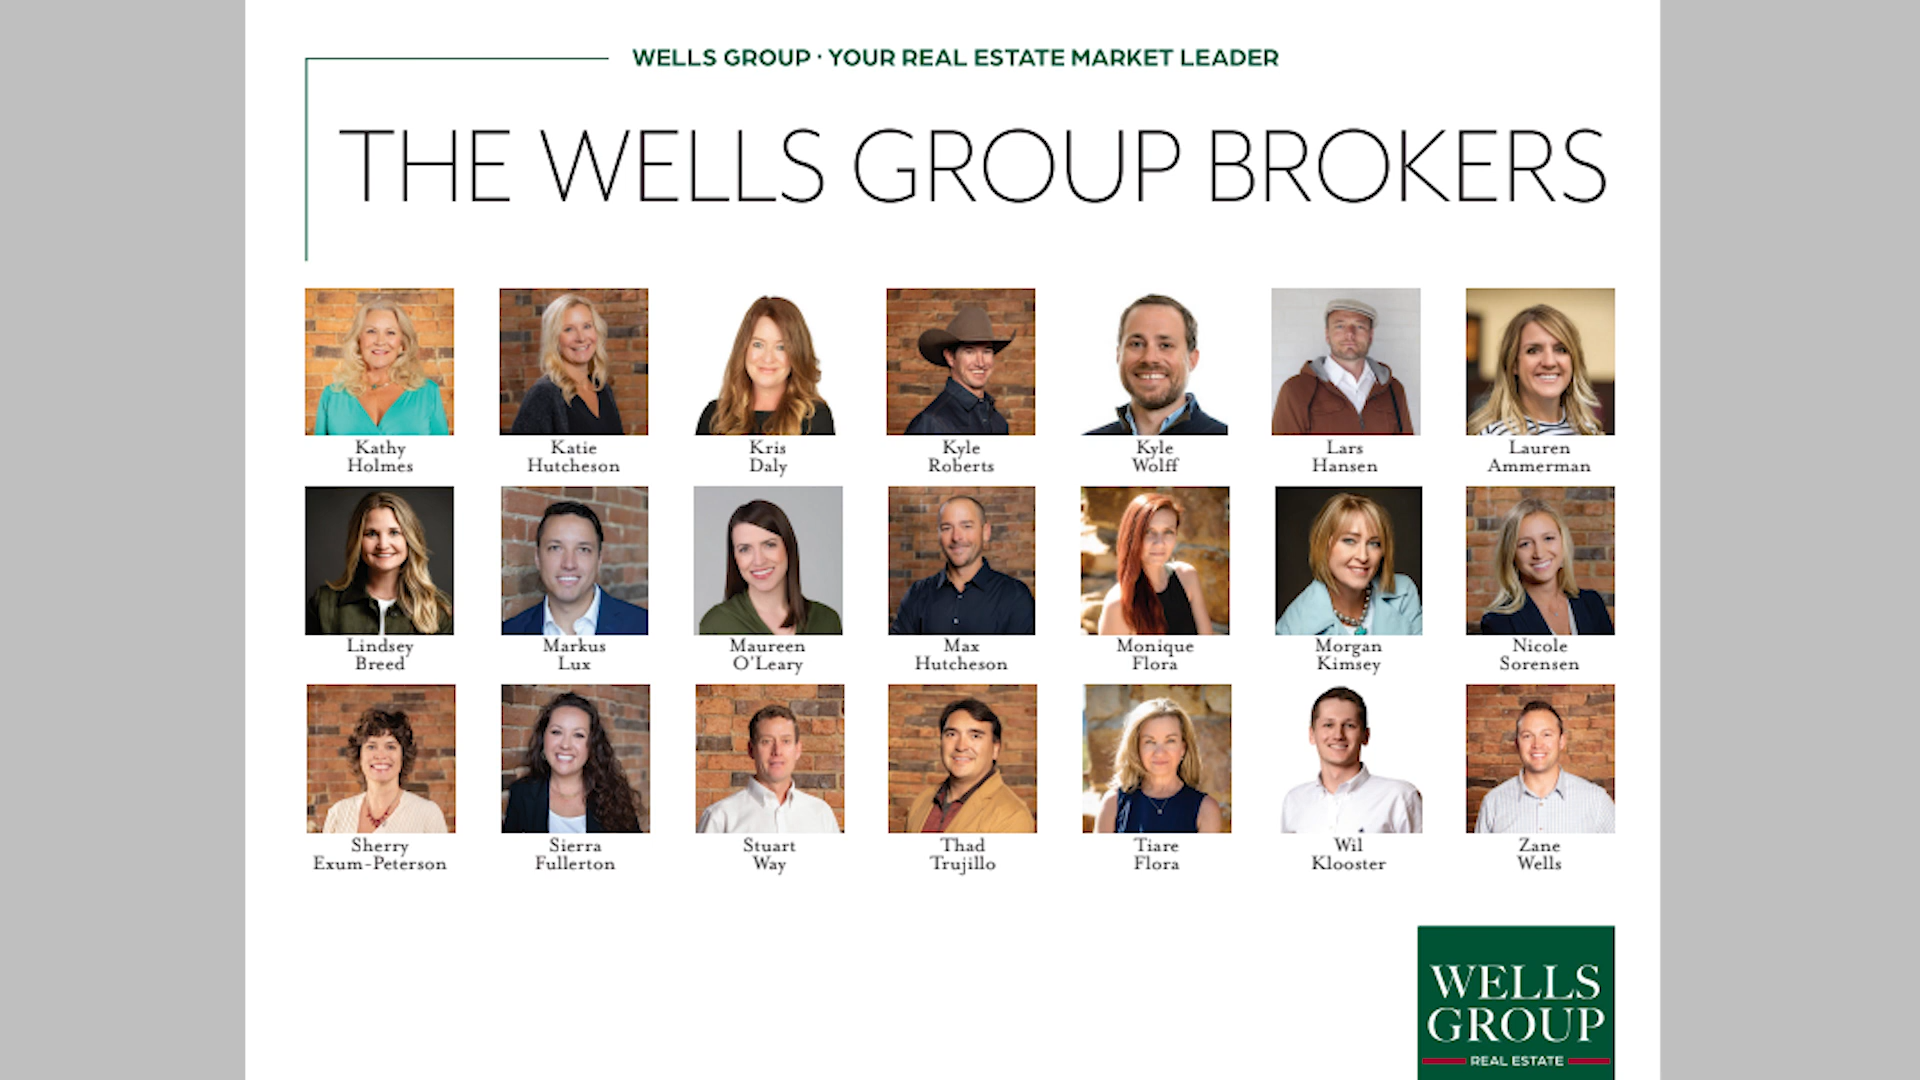 WELLS GROUP · YOUR REAL ESTATE MARKET LEADER
THE WELLS GROUP BROKERS
Kathy
Holmes
Katie
Hutcheson
Kris
Daly
Kyle
Roberts
Kyle
Wolff
Lars
Hansen
Lauren
Ammerman
Lindsey
Breed
Markus
Lux
Maureen
O'Leary
Max
Hutcheson
Monique
Flora
Morgan
Kimsey
Nicole
Sorensen
Sherry
Exum-Peterson
Sierra
Fullerton
Stuart
Way
Thad
Trujillo
Tiare
Flora
Wil
Klooster
Zane
Wells
WELLS
GROUP
REAL ESTATE